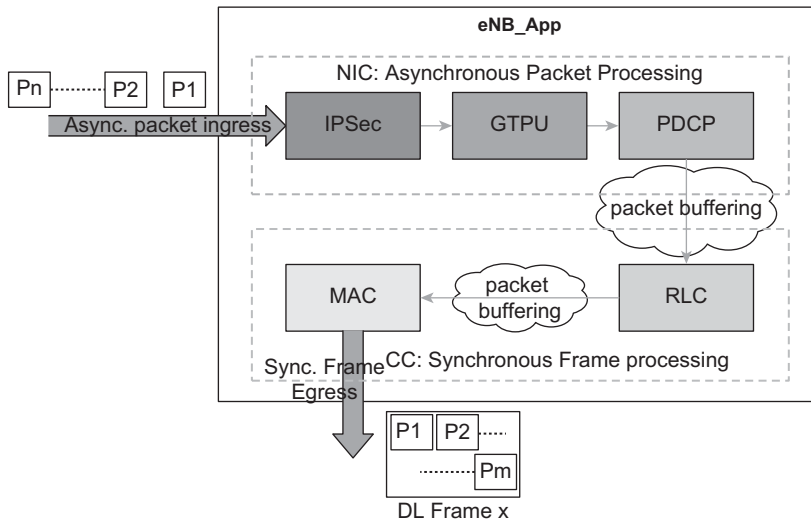 eNB_App
NIC: Asynchronous Packet Processing
Pn
P2
P1
Async. packet ingress
IPSec
GTPU
PDCP
packet buffering
MAC
packet
buffering
RLC
Sync. Frame
Egress
CC: Synchronous Frame processing
P1
P2
Pm
DL Frame x